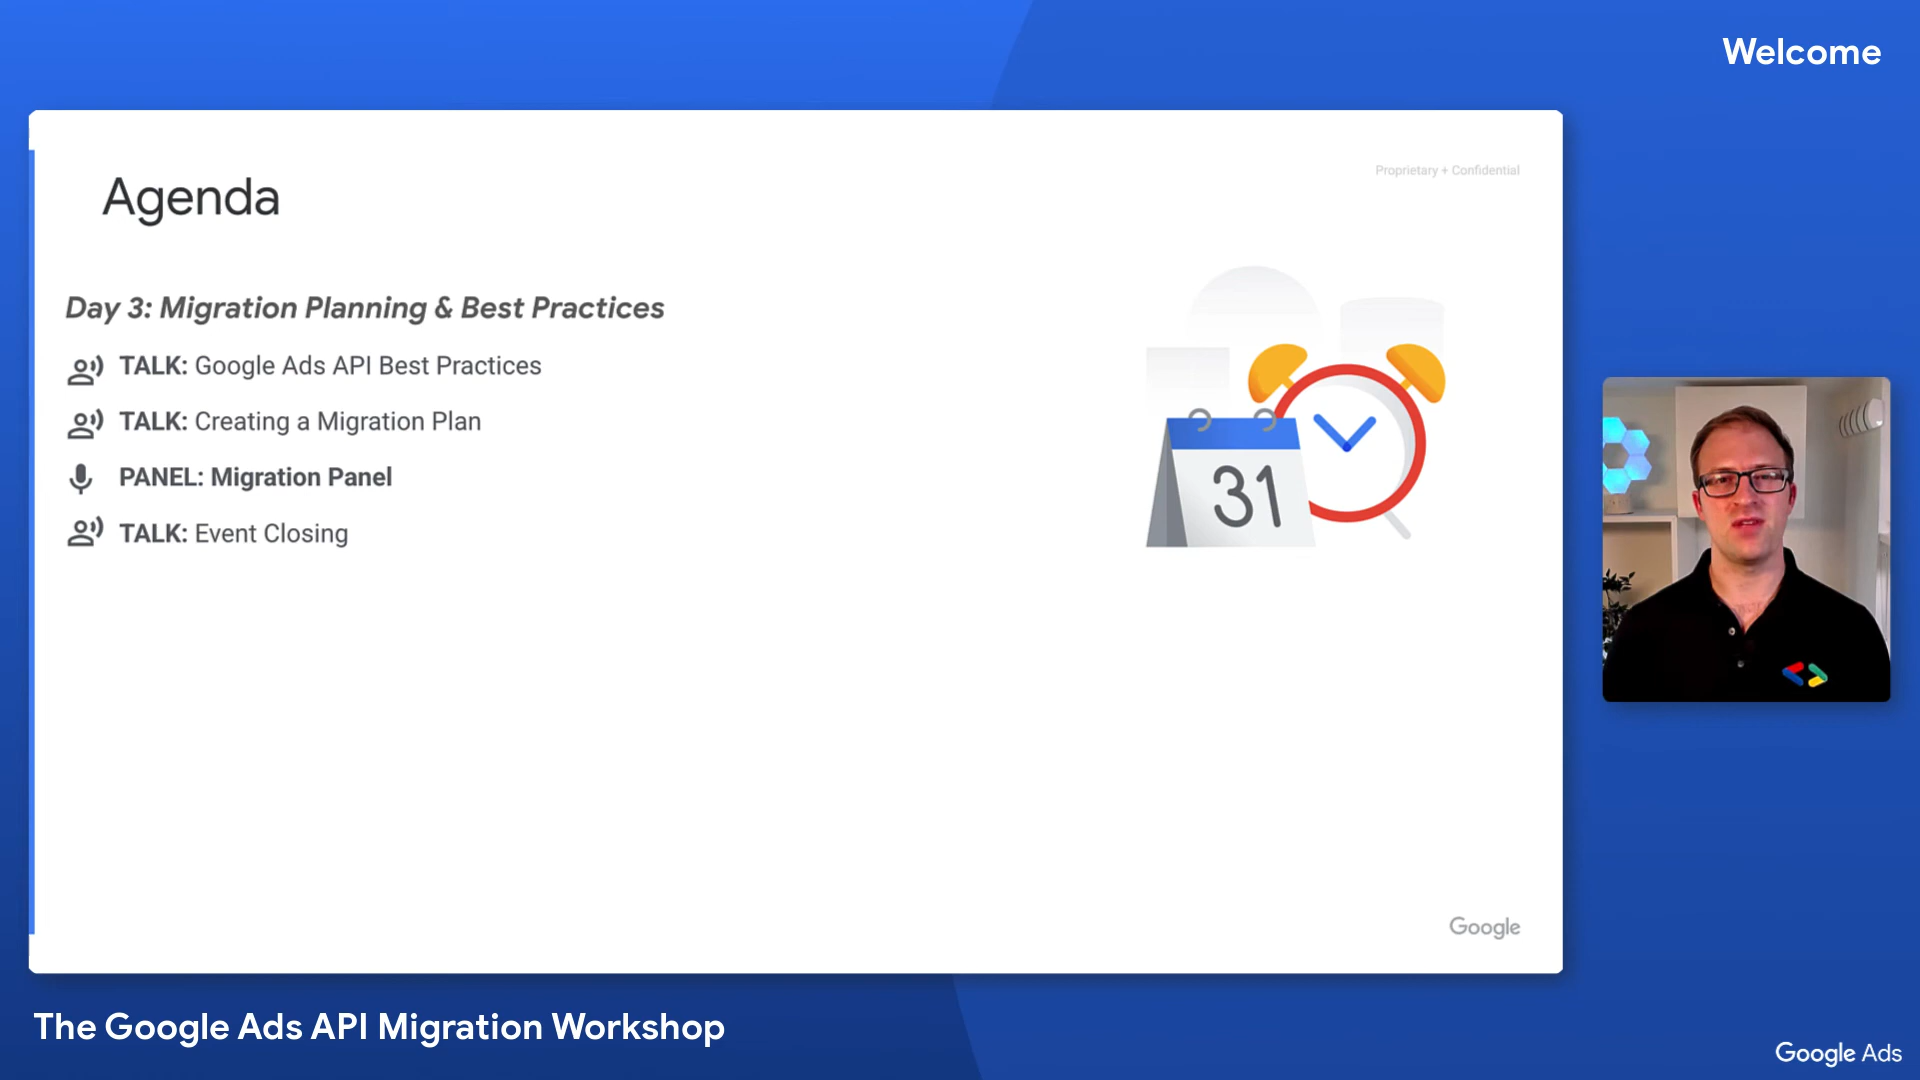 Welcome
Proprietary + Confidential
Agenda
Day 3: Migration Planning & Best Practices
TALK: Google Ads API Best Practices
TALK: Creating a Migration Plan
PANEL: Migration Panel
TALK: Event Closing
31
Google
The Google Ads API Migration Workshop
Google Ads